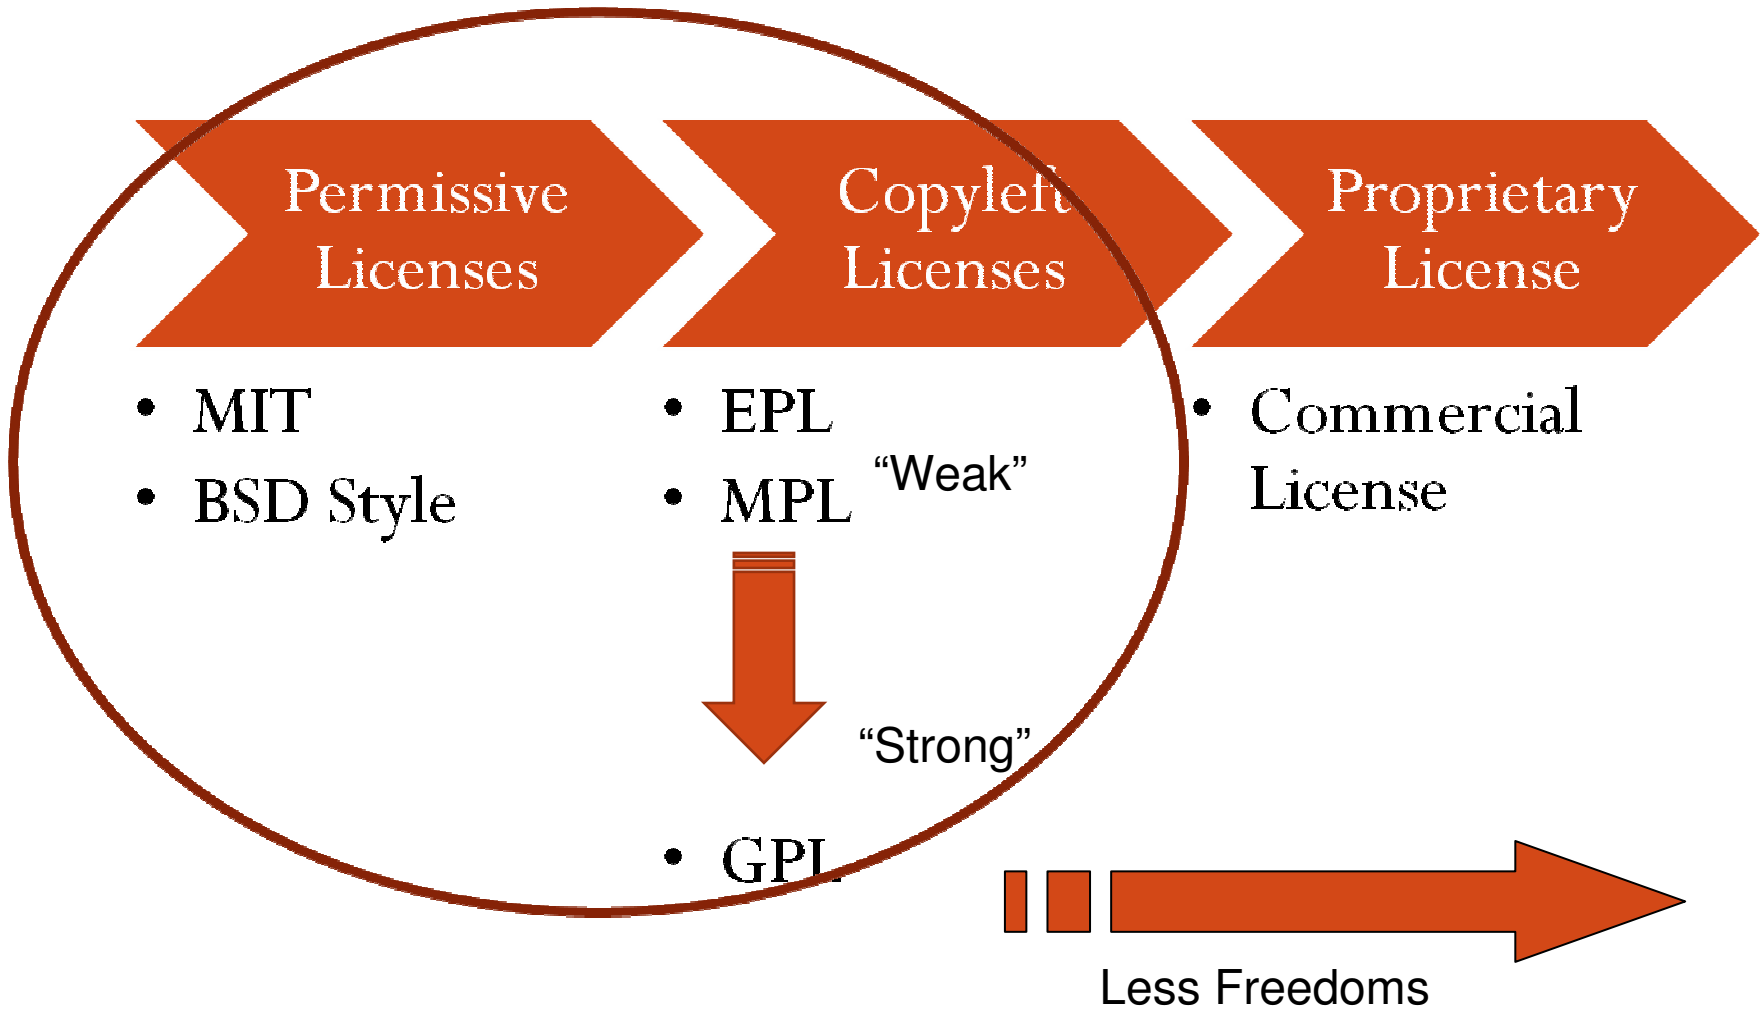 Permissive
Licenses
Copyleft
Licenses
Proprietary
License
• MIT
• BSD Style
• EPL
• MPL
“Weak”
“Strong”
• GPL
• Commercial
License
Less Freedoms